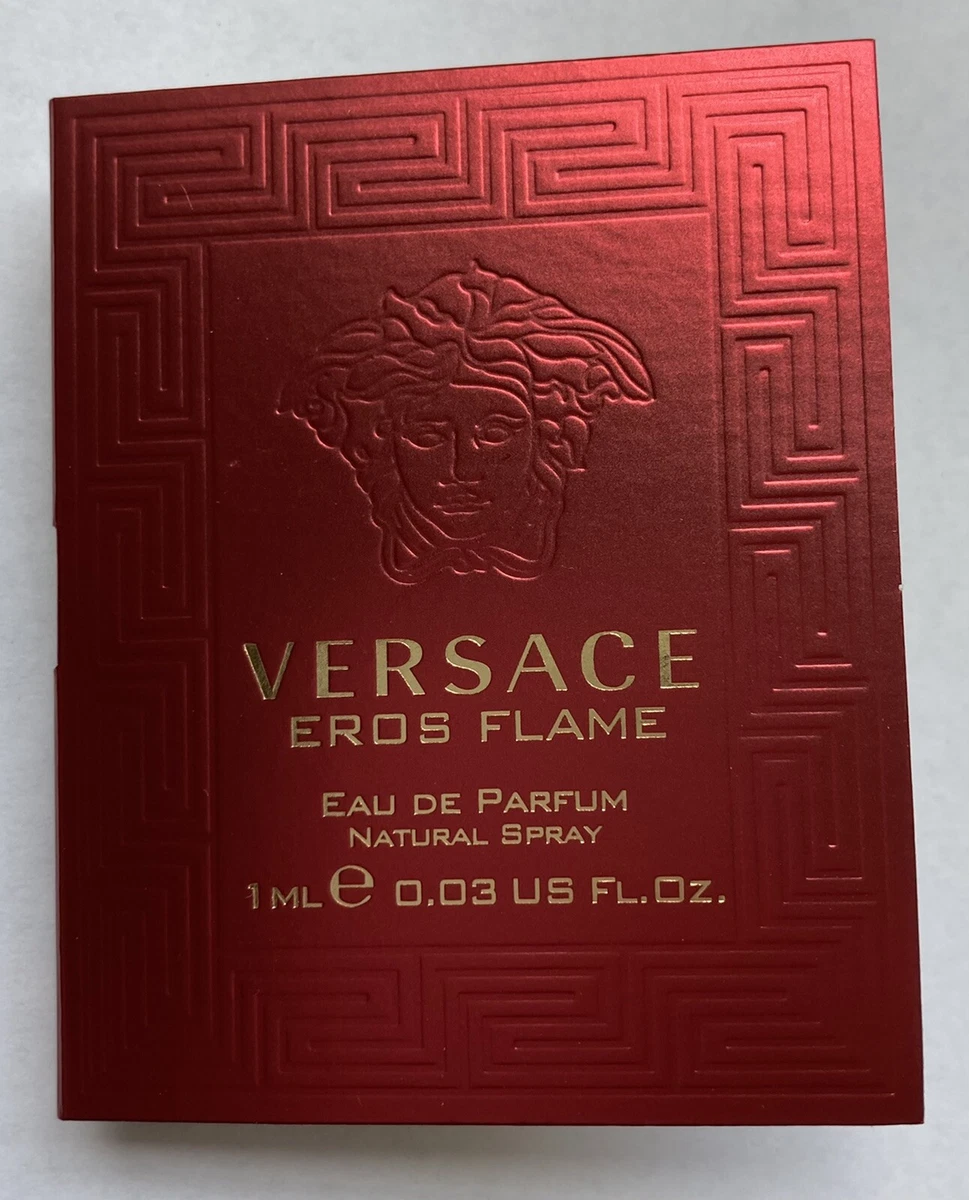 VERSACE
EROS FLAME
EAU DE PARFUM
NATURAL SPRAY
1 ML e 0.03 US FL.OZ.